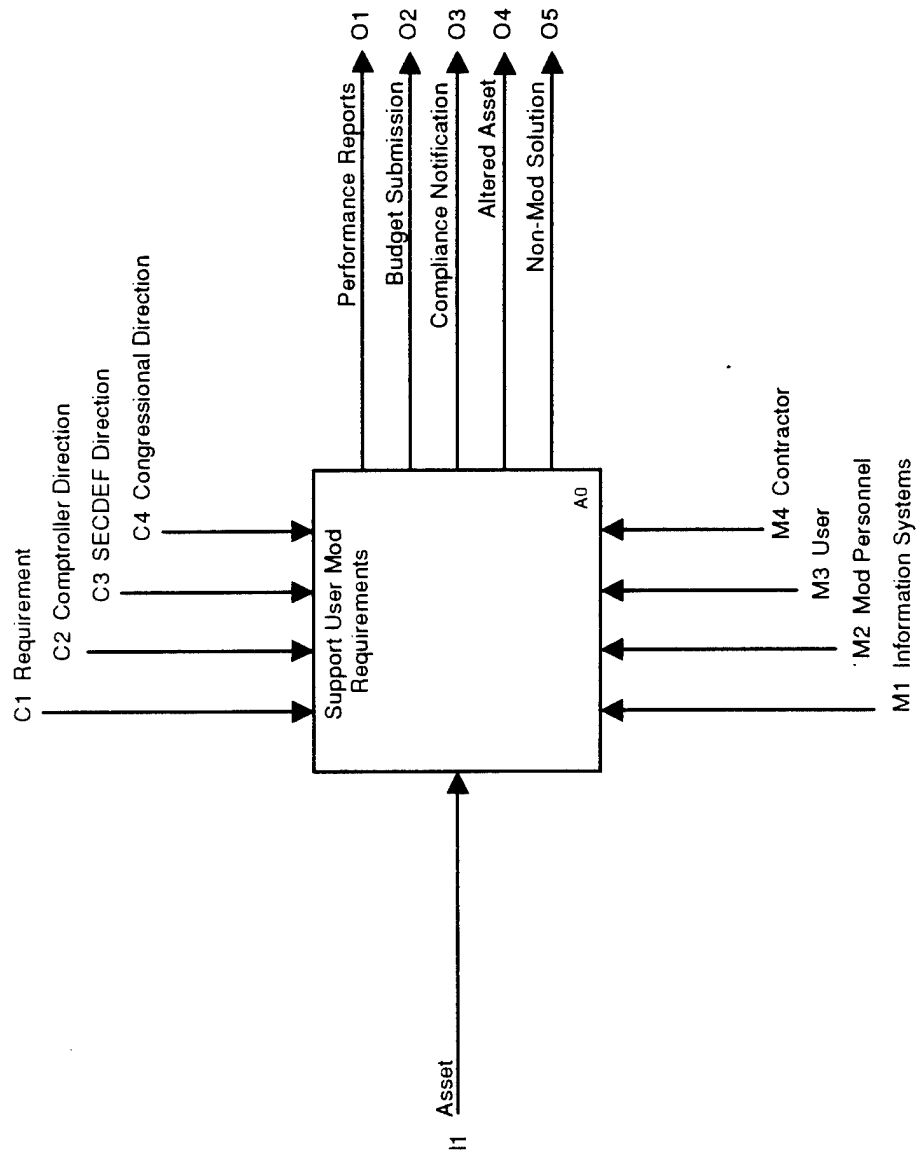 C1 Requirement
C2 Comptroller Direction
C3 SECDEF Direction
C4 Congressional Direction
I1
Asset
Support User Mod
Requirements
A0
Performance Reports
O1
Budget Submission
O2
Compliance Notification
O3
Altered Asset
O4
Non-Mod Solution
O5
M4 Contractor
M3 User
M2 Mod Personnel
M1 Information Systems